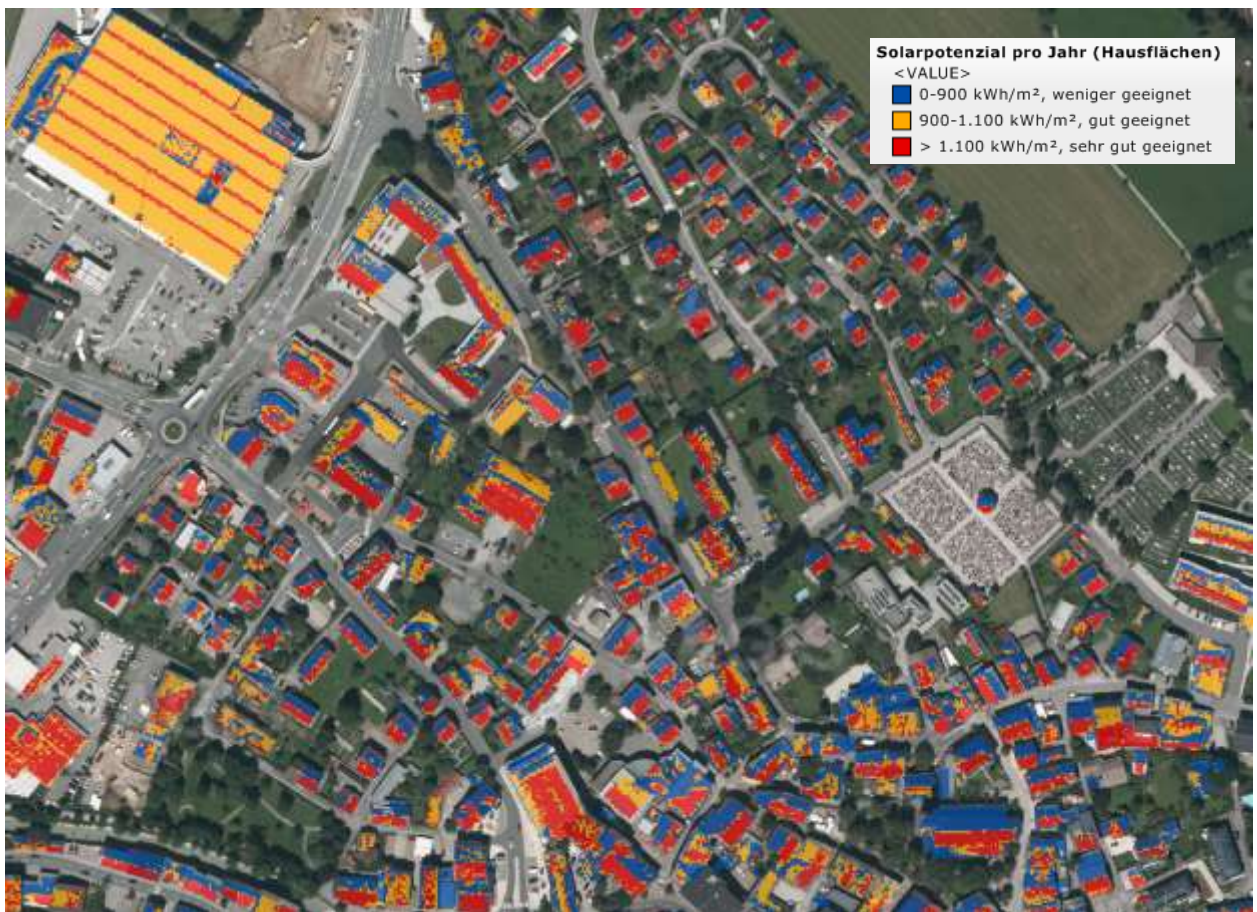 Solarpotenzial pro Jahr (Hausflächen)
<VALUE>
0-900 kWh/m², weniger geeignet
900-1.100 kWh/m², gut geeignet
> 1.100 kWh/m², sehr gut geeignet